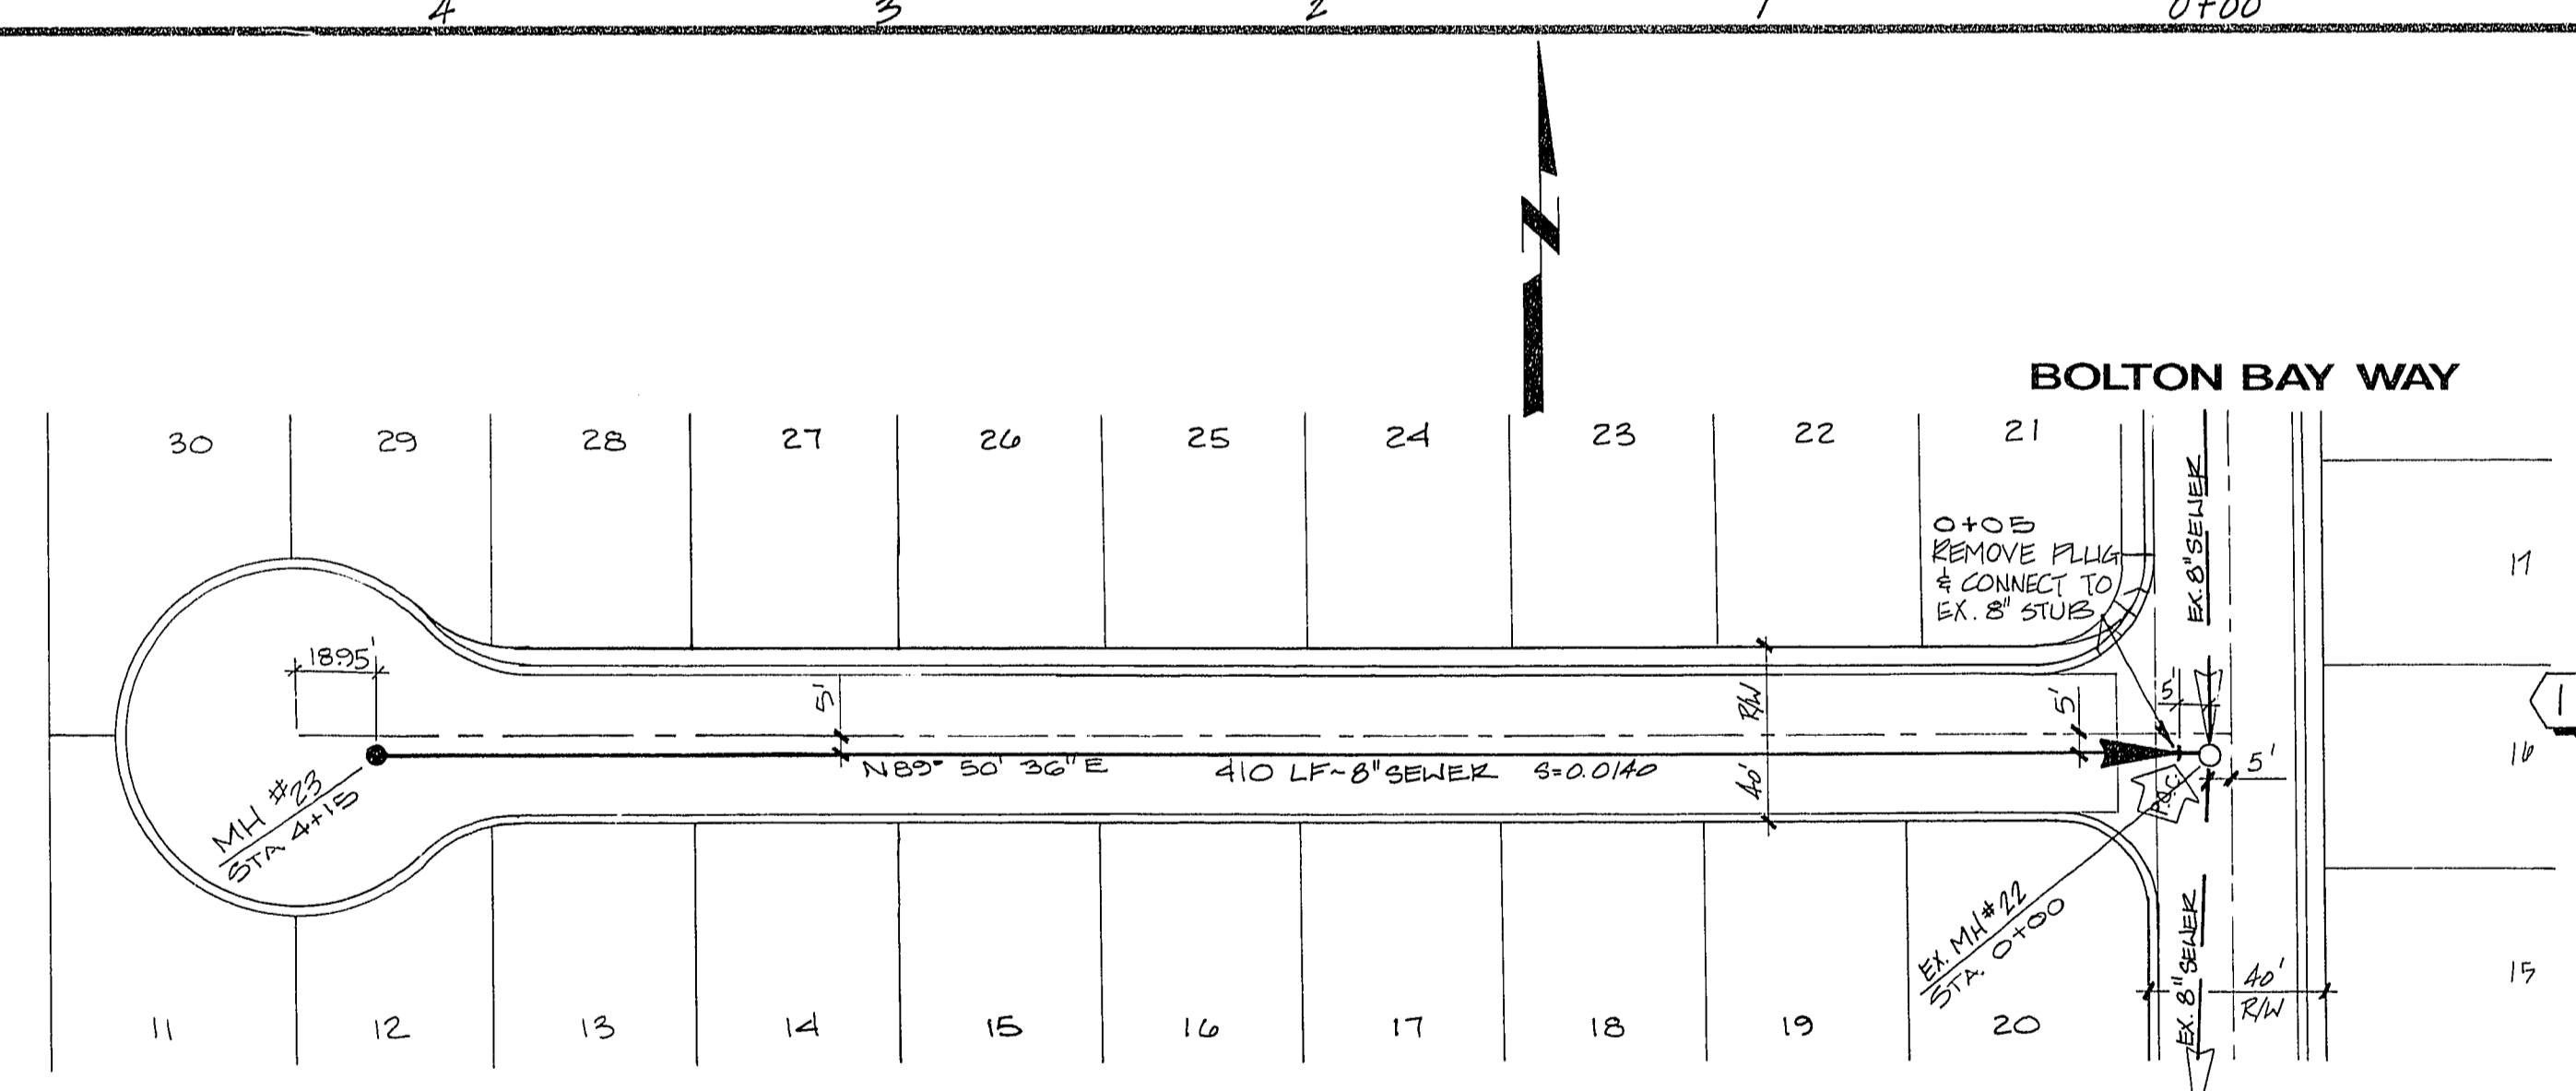 4 3 2 1 0+00
N
BOLTON BAY WAY
30 29 28 27 26 25 24 23 22 21
EX. 8" SEWER
0+05
REMOVE PLUG
& CONNECT TO
EX. 8" STUB
17
18.95'
5'
R/W
40'
5'
5'
1
N89° 50' 36" E 410 LF~8" SEWER S=0.0140
P.O.C.
5'
16
MH #23
STA 4+15
EX. MH #22
STA. 0+00
EX. 8" SEWER
40'
R/W
15
11 12 13 14 15 16 17 18 19 20